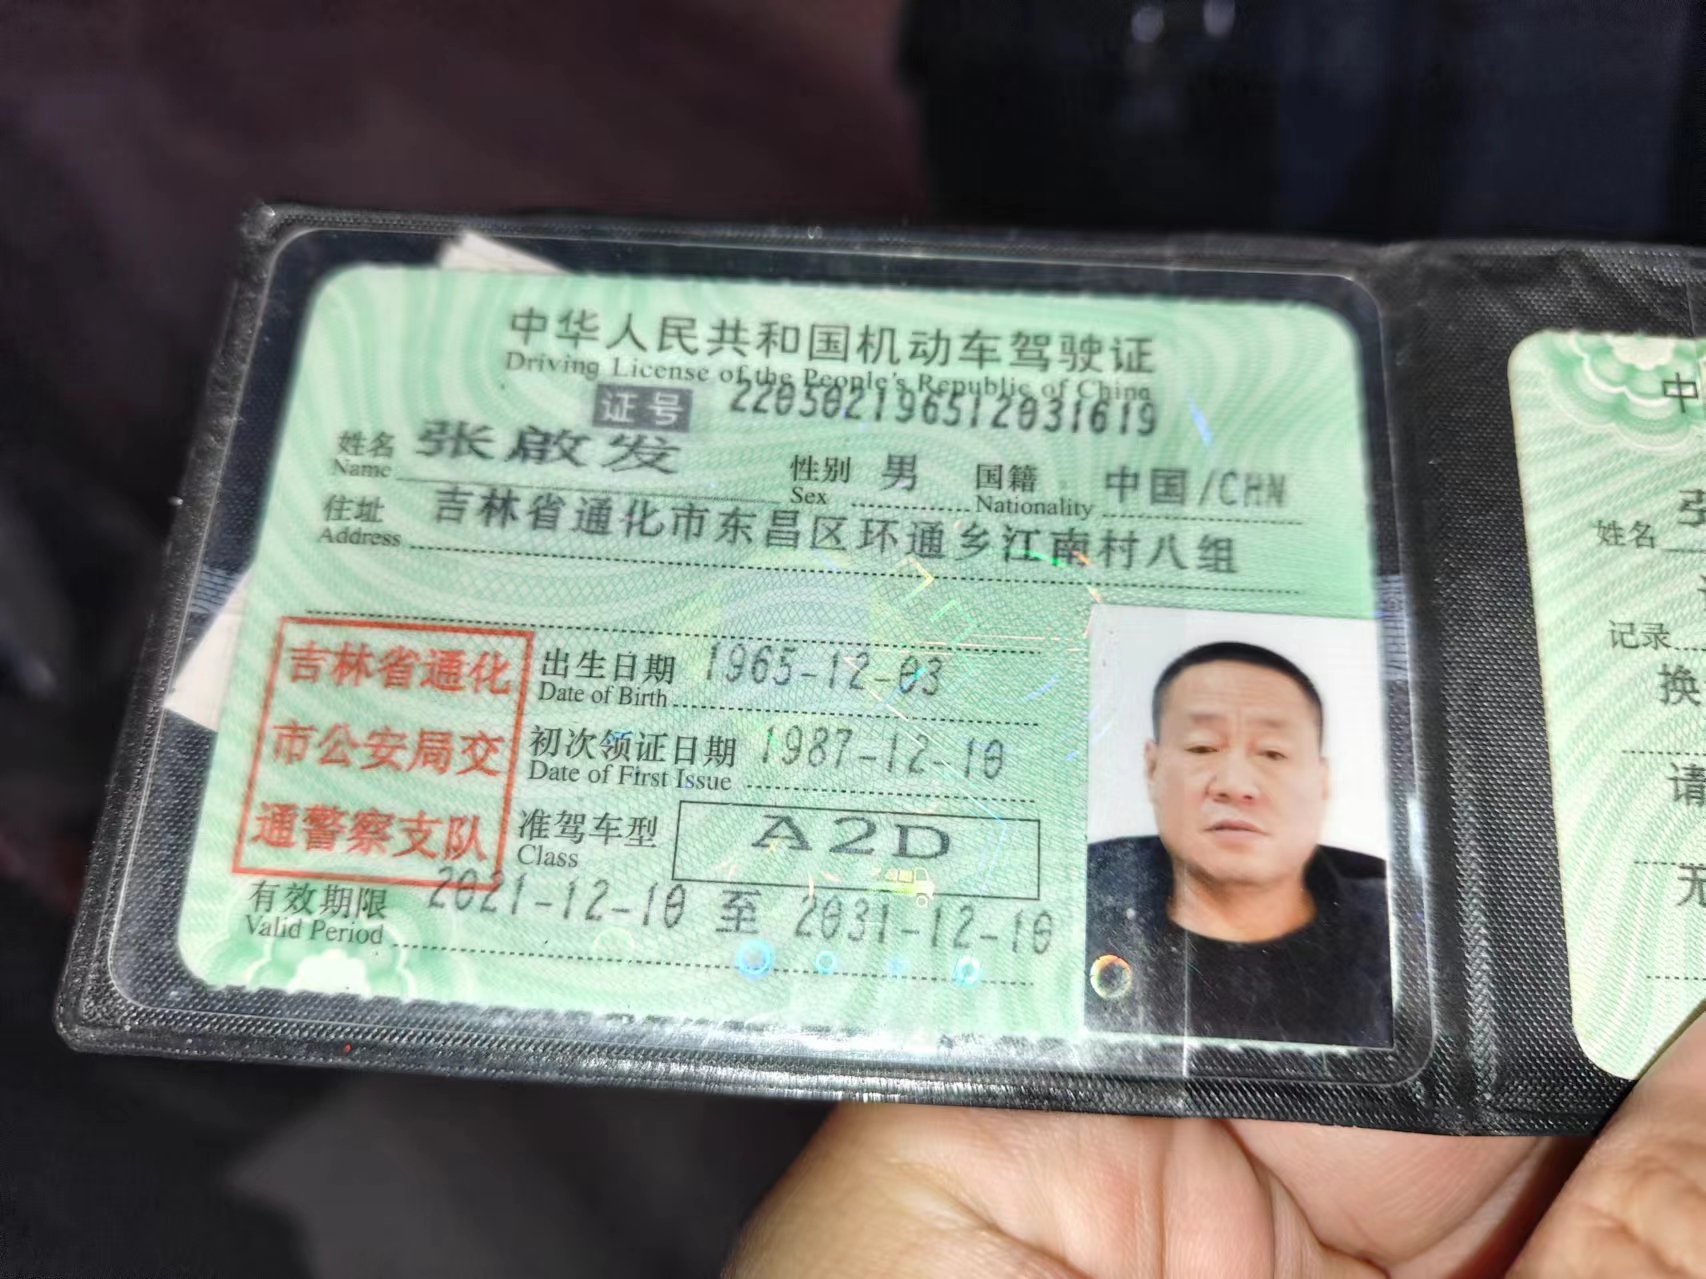 中华人民共和国机动车驾驶证
Driving License of the People's Republic of China
证号 220502196512031619
姓名 张啟发 性别 男 国籍 中国/CHN
Name Sex Nationality
住址 吉林省通化市东昌区环通乡江南村八组
Address
吉林省通化
市公安局交
通警察支队
出生日期 1965-12-03
Date of Birth
初次领证日期 1987-12-10
Date of First Issue
准驾车型 A2D
Class
有效期限 2021-12-10 至 2031-12-10
Valid Period
中
姓名
记录
换
请
无